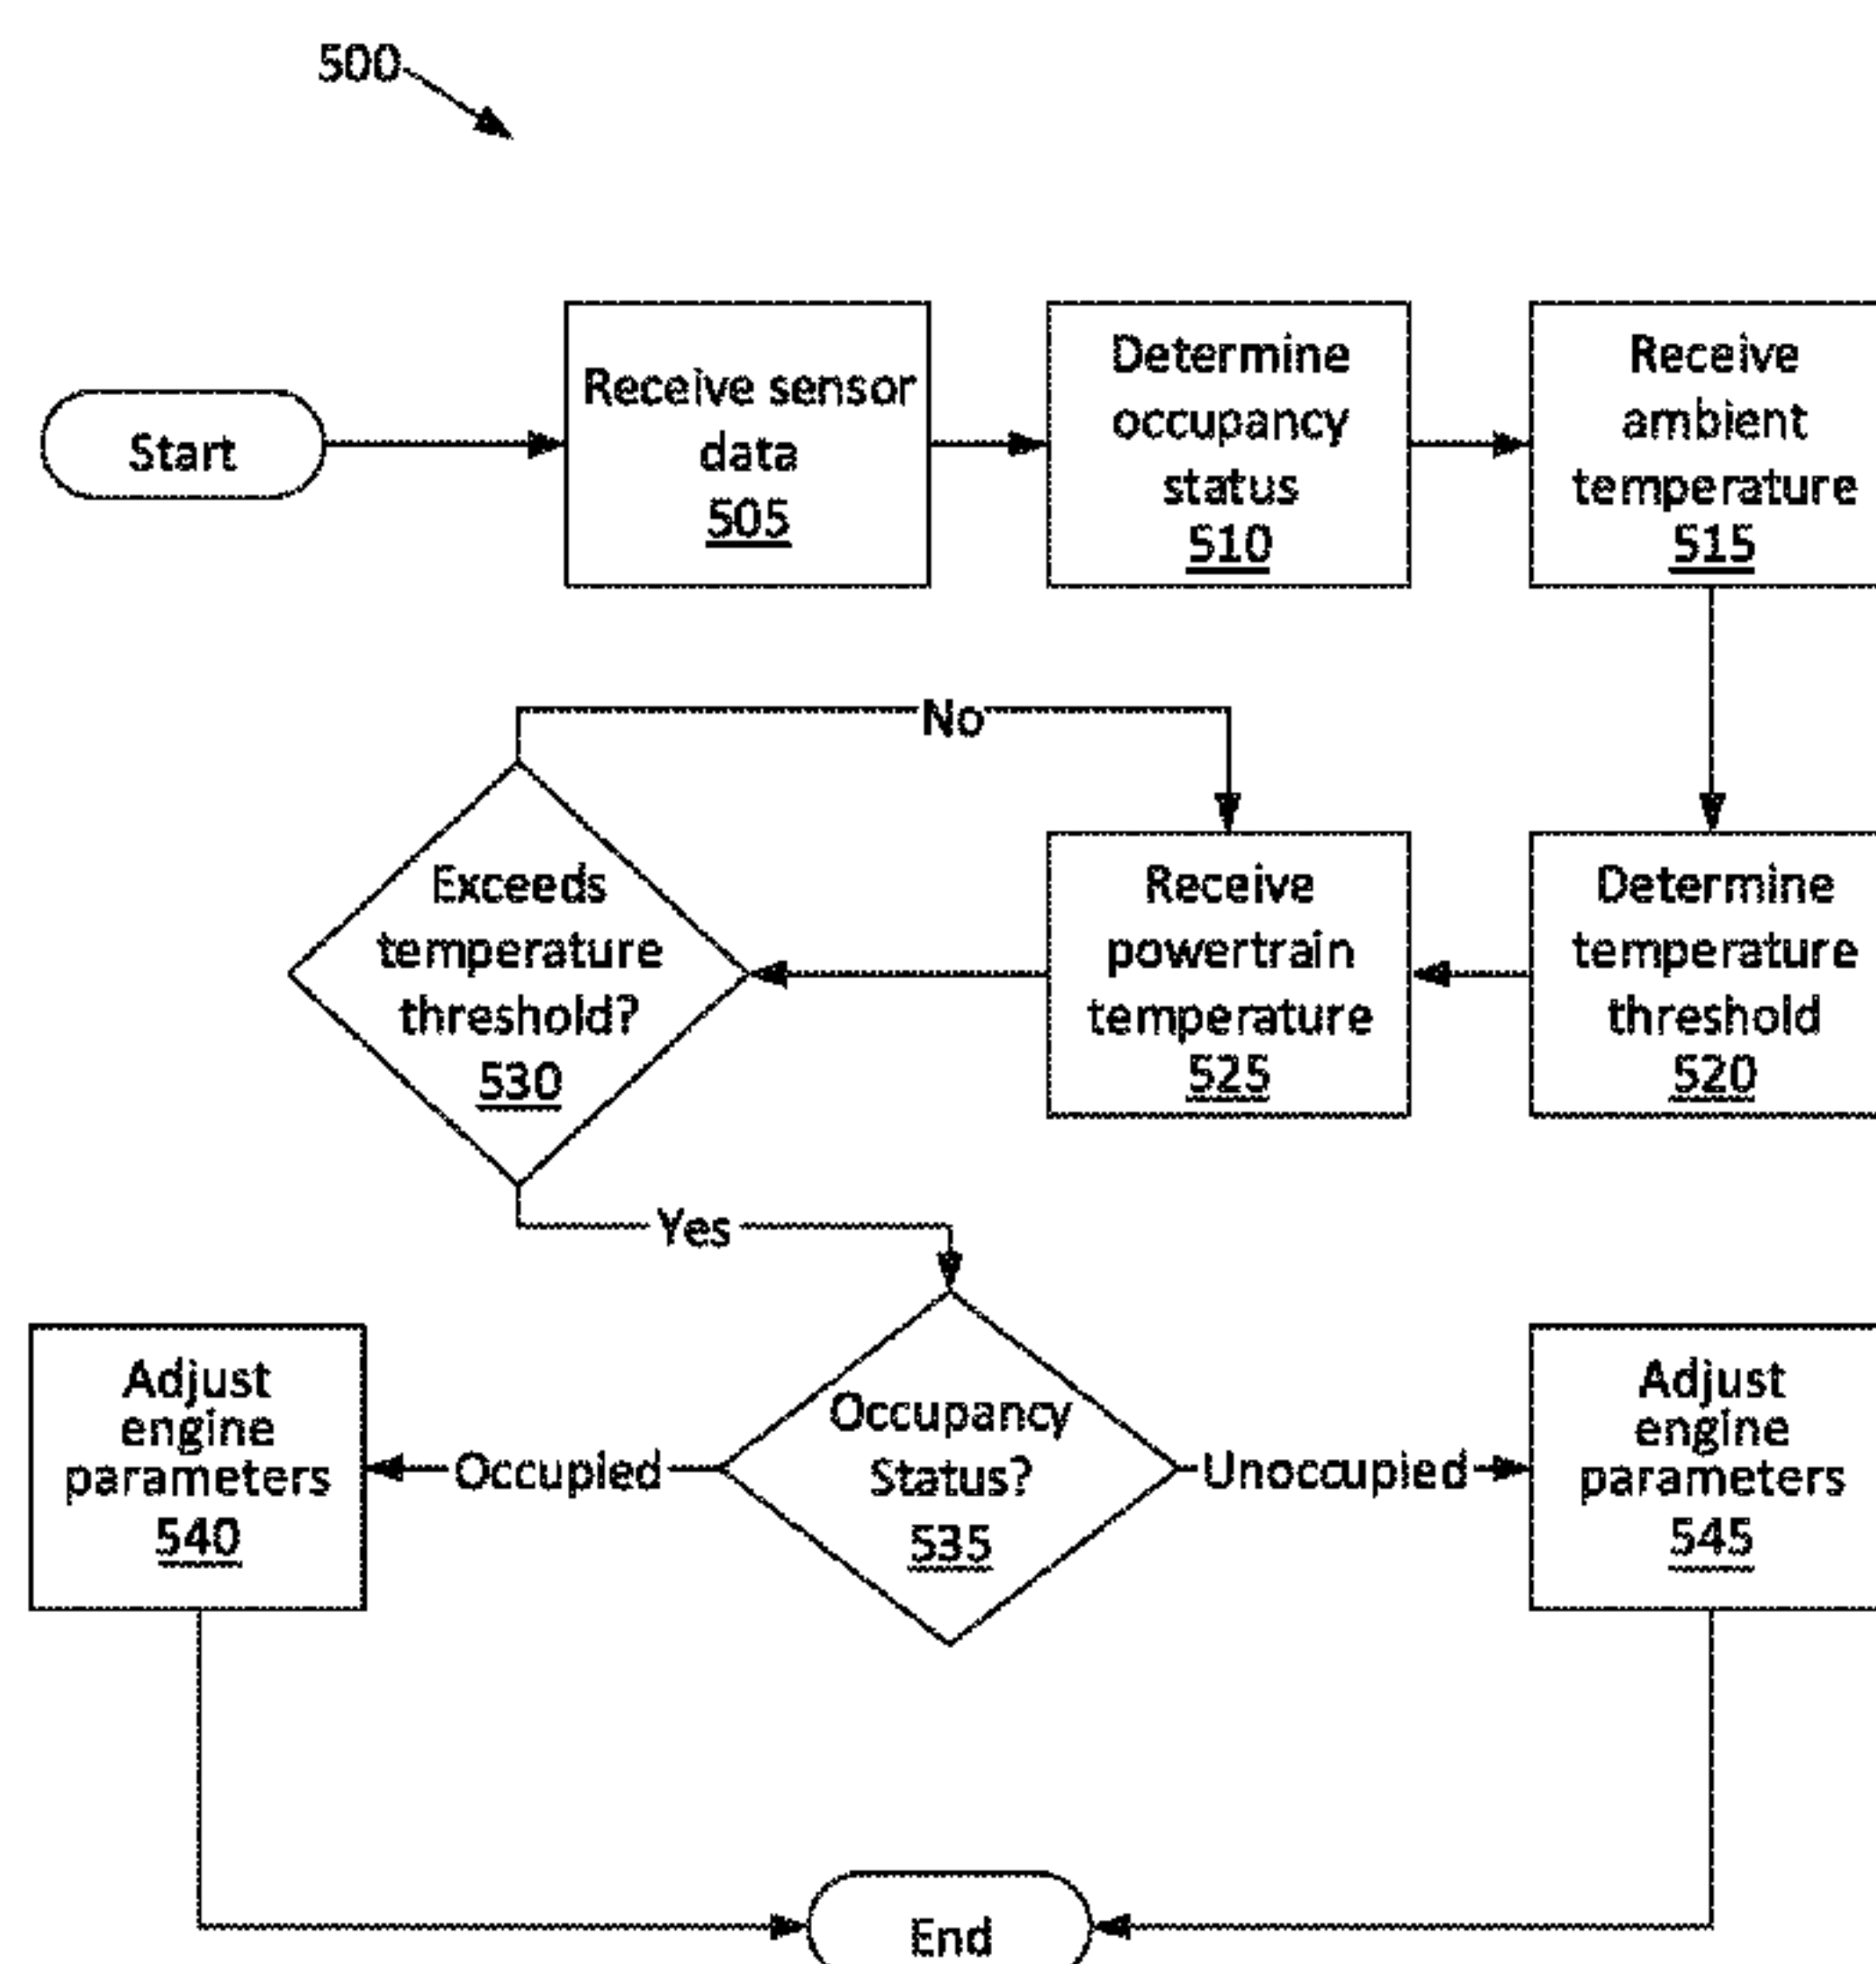 500
Start
Receive sensor
data
505
Determine
occupancy
status
510
Receive
ambient
temperature
515
No
Exceeds
temperature
threshold?
530
Receive
powertrain
temperature
525
Determine
temperature
threshold
520
Yes
Adjust
engine
parameters
540
Occupied
Occupancy
Status?
535
Unoccupied
Adjust
engine
parameters
545
End